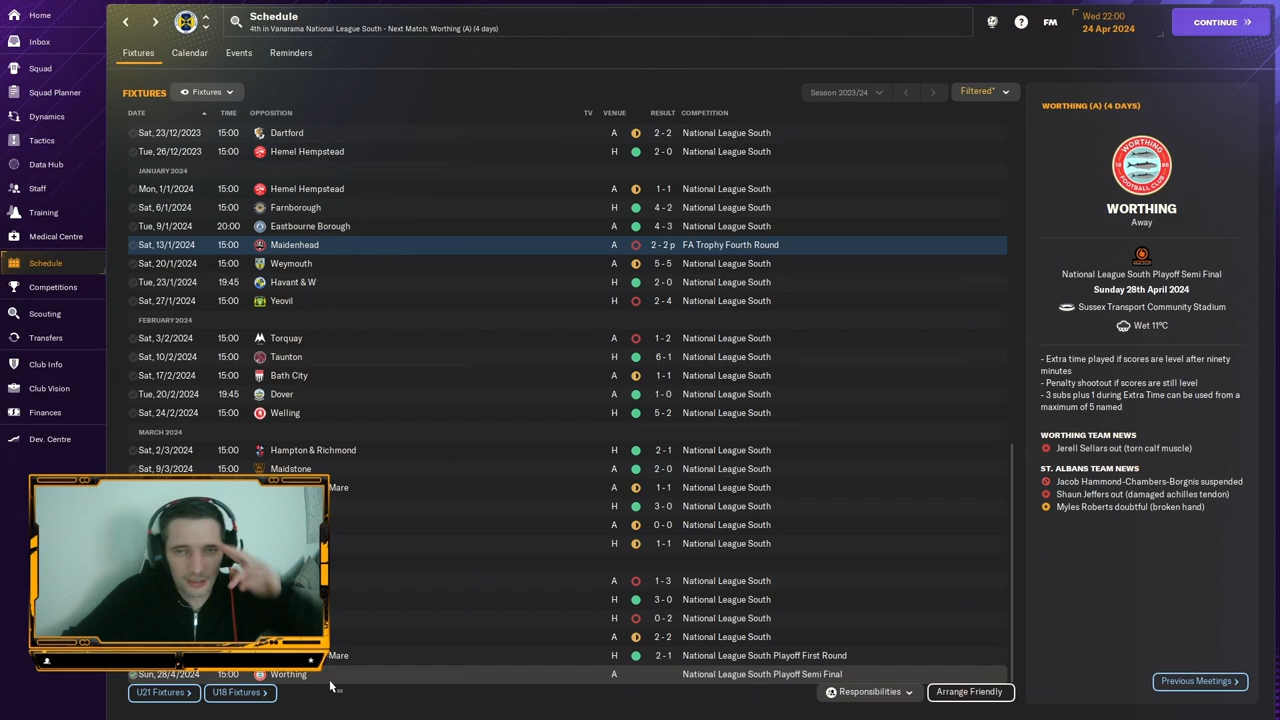 Home
Inbox
Squad
Squad Planner
Dynamics
Tactics
Data Hub
Staff
Training
Medical Centre
Schedule
Competitions
Scouting
Transfers
Club Info
Club Vision
Finances
Dev. Centre
Schedule
4th in Vanarama National League South - Next Match: Worthing (A) (4 days)
FM
Wed 22:00
24 Apr 2024
CONTINUE
Fixtures Calendar Events Reminders
FIXTURES Fixtures Season 2023/24 Filtered*
DATE TIME OPPOSITION TV VENUE RESULT COMPETITION
Sat, 23/12/2023 15:00 Dartford A 2 - 2 National League South
Tue, 26/12/2023 15:00 Hemel Hempstead H 2 - 0 National League South
JANUARY 2024
Mon, 1/1/2024 15:00 Hemel Hempstead A 1 - 1 National League South
Sat, 6/1/2024 15:00 Farnborough H 4 - 2 National League South
Tue, 9/1/2024 20:00 Eastbourne Borough A 4 - 3 National League South
Sat, 13/1/2024 15:00 Maidenhead A 2 - 2 p FA Trophy Fourth Round
Sat, 20/1/2024 15:00 Weymouth A 5 - 5 National League South
Tue, 23/1/2024 19:45 Havant & W H 2 - 0 National League South
Sat, 27/1/2024 15:00 Yeovil H 2 - 4 National League South
FEBRUARY 2024
Sat, 3/2/2024 15:00 Torquay A 1 - 2 National League South
Sat, 10/2/2024 15:00 Taunton H 6 - 1 National League South
Sat, 17/2/2024 15:00 Bath City A 1 - 1 National League South
Tue, 20/2/2024 19:45 Dover A 1 - 0 National League South
Sat, 24/2/2024 15:00 Welling H 5 - 2 National League South
MARCH 2024
Sat, 2/3/2024 15:00 Hampton & Richmond H 2 - 1 National League South
Sat, 9/3/2024 15:00 Maidstone A 2 - 0 National League South
Mare A 1 - 1 National League South
H 3 - 0 National League South
A 0 - 0 National League South
H 1 - 1 National League South
A 1 - 3 National League South
H 3 - 0 National League South
H 0 - 2 National League South
A 2 - 2 National League South
Mare H 2 - 1 National League South Playoff First Round
Sun, 28/4/2024 15:00 Worthing A National League South Playoff Semi Final
U21 Fixtures U18 Fixtures Responsibilities Arrange Friendly
WORTHING (A) (4 DAYS)
WORTHING
18 86
FOOTBALL CLUB
WORTHING
Away
National League South Playoff Semi Final
Sunday 28th April 2024
Sussex Transport Community Stadium
Wet 11°C
- Extra time played if scores are level after ninety
minutes
- Penalty shootout if scores are still level
- 3 subs plus 1 during Extra Time can be used from a
maximum of 5 named
WORTHING TEAM NEWS
Jerell Sellars out (torn calf muscle)
ST. ALBANS TEAM NEWS
Jacob Hammond-Chambers-Borgnis suspended
Shaun Jeffers out (damaged achilles tendon)
Myles Roberts doubtful (broken hand)
Previous Meetings